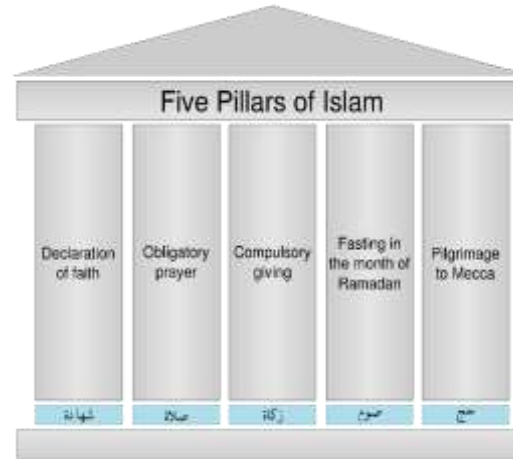 Five Pillars of Islam
Declaration
of faith
Obligatory
prayer
Compulsory
giving
Fasting in
the month of
Ramadan
Pilgrimage
to Mecca
شهادة
صلاة
زكاة
صوم
حج